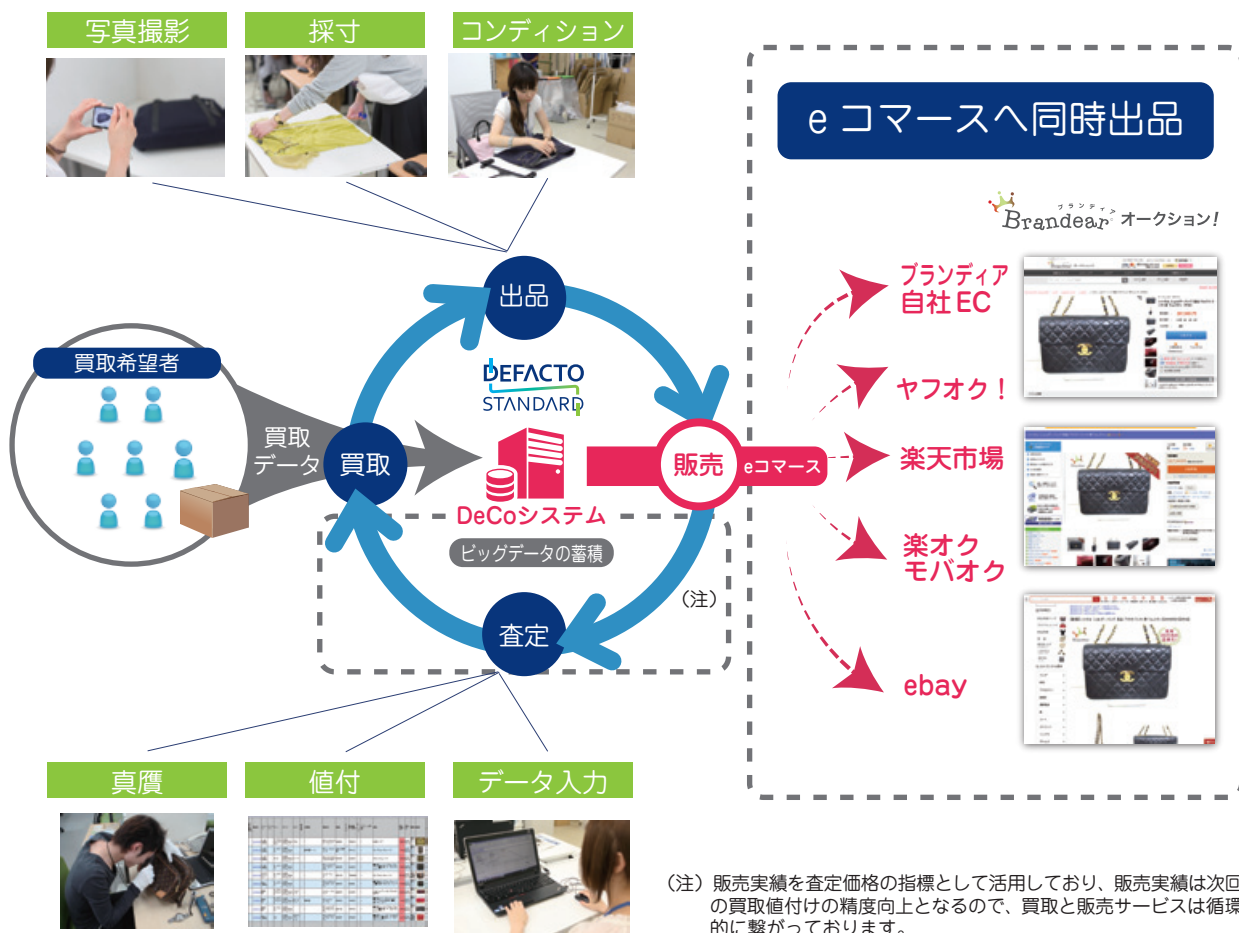 写真撮影
採寸
コンディション
eコマースへ同時出品
ブランディア
Brandear オークション!
出品
DEFACTO
STANDARD
買取希望者
買取
データ
買取
販売
eコマース
DeCoシステム
ビッグデータの蓄積
(注)
査定
ブランディア
自社EC
ヤフオク!
楽天市場
楽オク
モバオク
ebay
真贋
値付
データ入力
(注)販売実績を査定価格の指標として活用しており、販売実績は次回
の買取値付けの精度向上となるので、買取と販売サービスは循環
的に繋がっております。